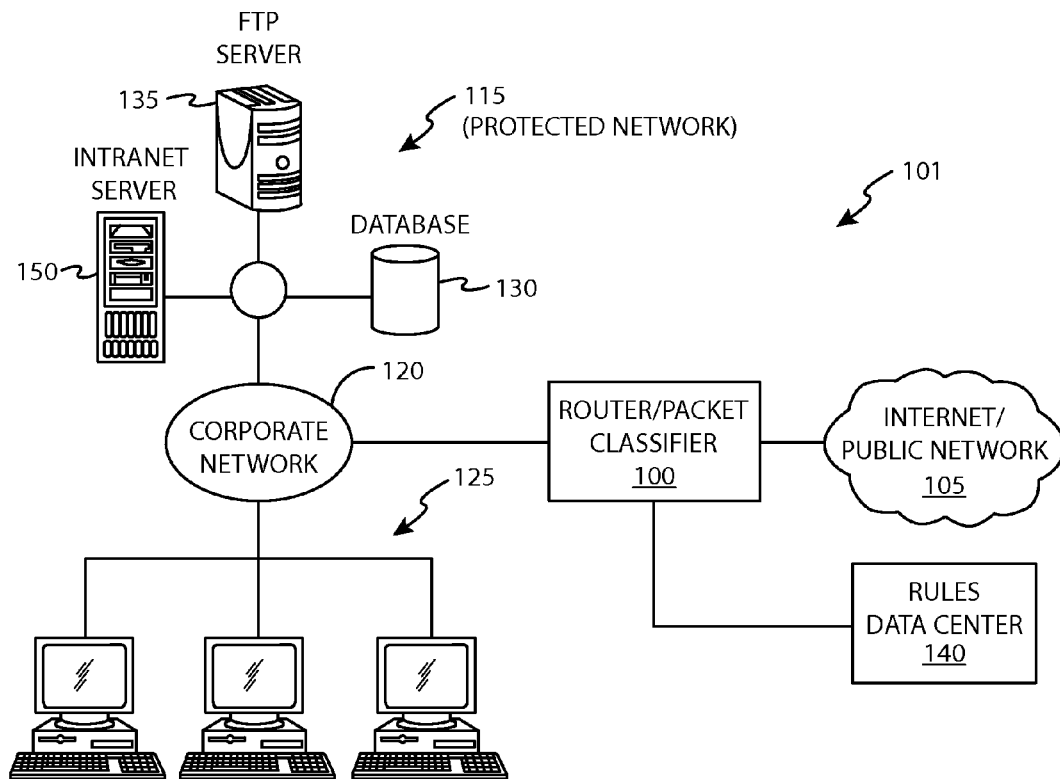 FTP
SERVER
135
115
(PROTECTED NETWORK)
INTRANET
SERVER
101
DATABASE
150
130
120
CORPORATE
NETWORK
ROUTER/PACKET
CLASSIFIER
100
INTERNET/
PUBLIC NETWORK
105
125
RULES
DATA CENTER
140